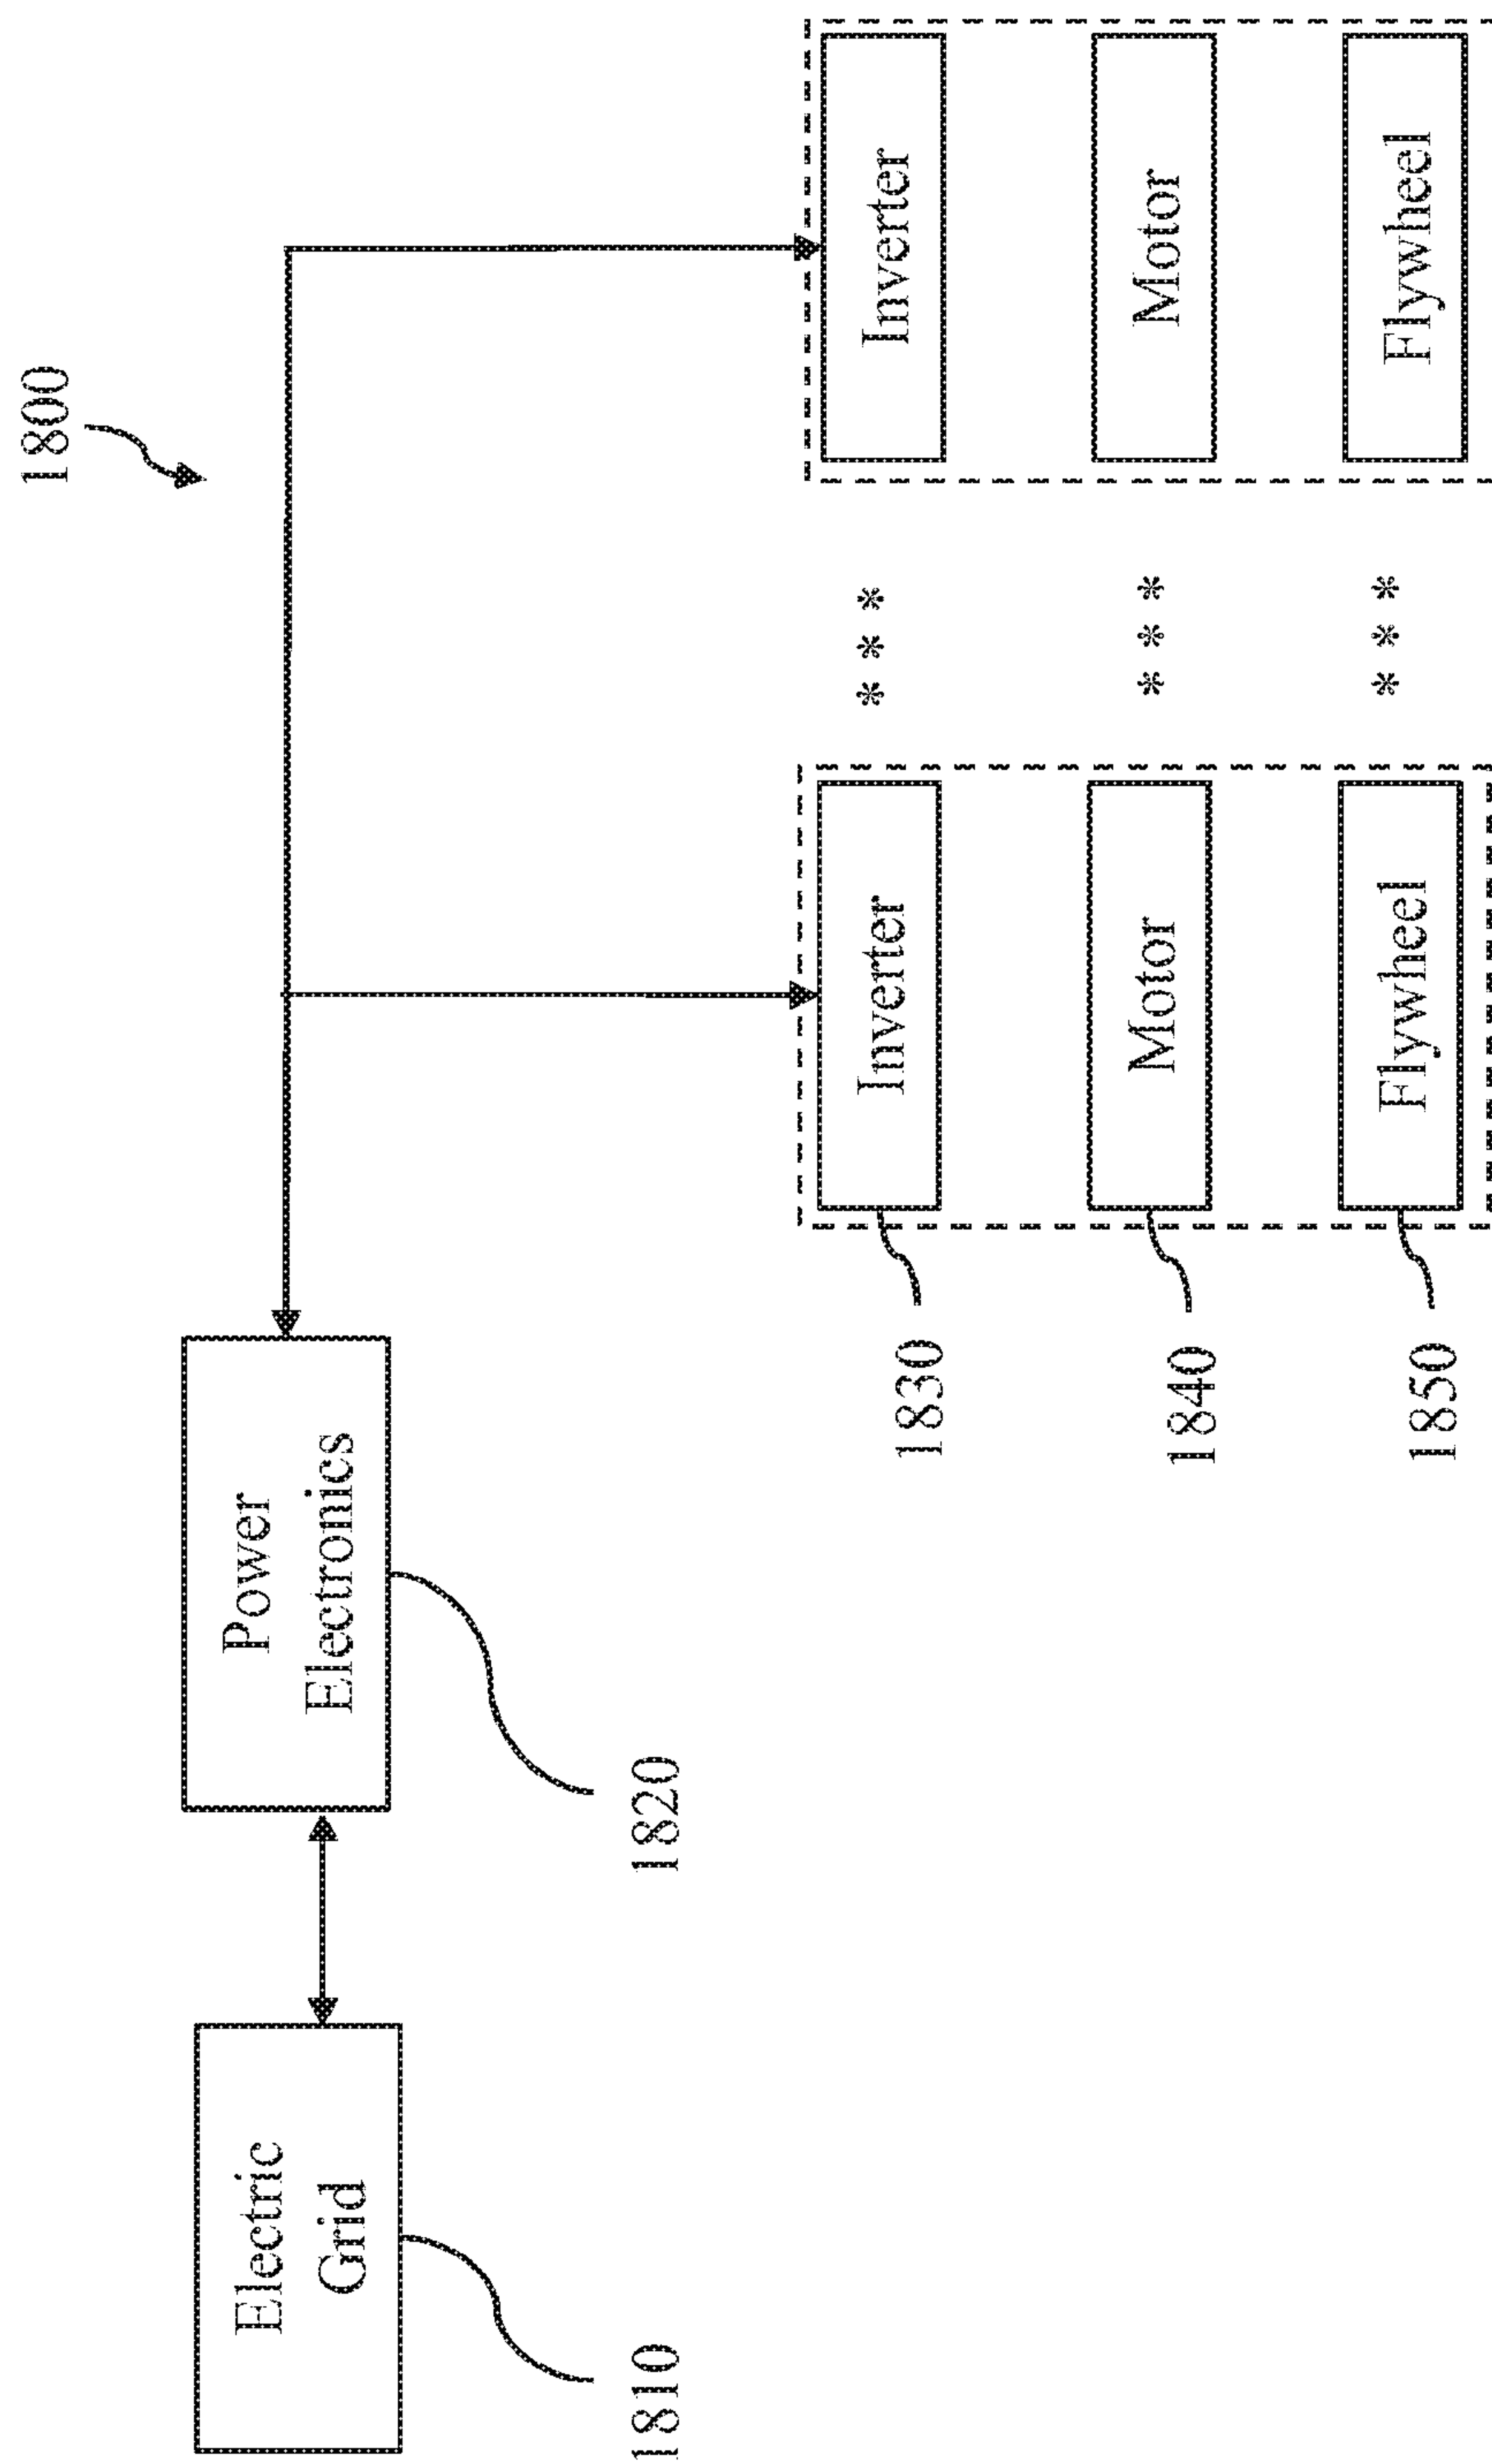 1800
Electric
Grid
1810
Power
Electronics
1820
Inverter
1830
Motor
1840
Flywheel
1850
* * *
* * *
* * *
Inverter
Motor
Flywheel